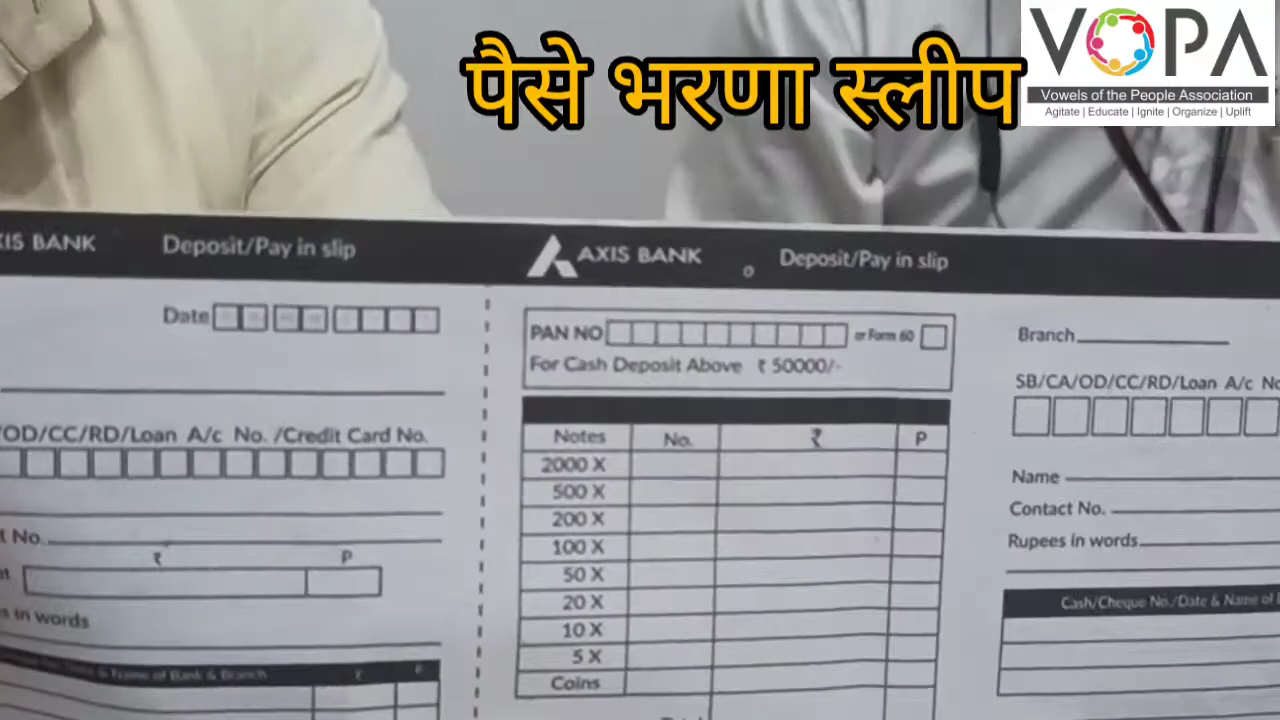 पैसे भरणा स्लीप
VOPA
Vowels of the People Association
Agitate | Educate | Ignite | Organize | Uplift
XIS BANK Deposit/Pay in slip
Date
/OD/CC/RD/Loan A/c No. /Credit Card No.
t No.
₹ P
s in words
Name of Bank & Branch ₹ P
AXIS BANK Deposit/Pay in slip
PAN NO or Form 60
For Cash Deposit Above ₹ 50000/-
Notes No. ₹ P
2000 X
500 X
200 X
100 X
50 X
20 X
10 X
5 X
Coins
Branch
SB/CA/OD/CC/RD/Loan A/c No
Name
Contact No.
Rupees in words
Cash/Cheque No./Date & Name of